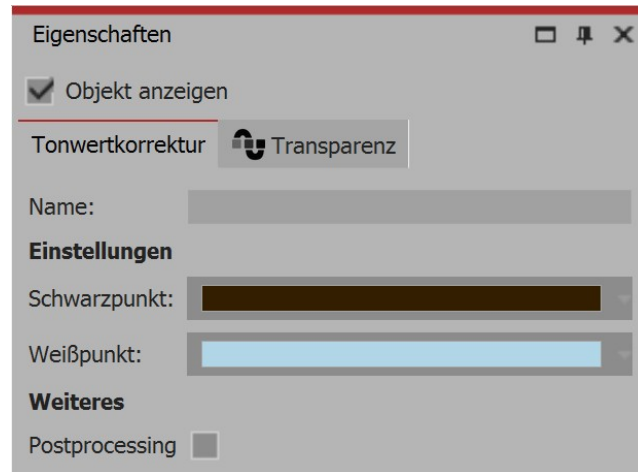 Eigenschaften
Objekt anzeigen
Tonwertkorrektur Transparenz
Name:
Einstellungen
Schwarzpunkt:
Weißpunkt:
Weiteres
Postprocessing